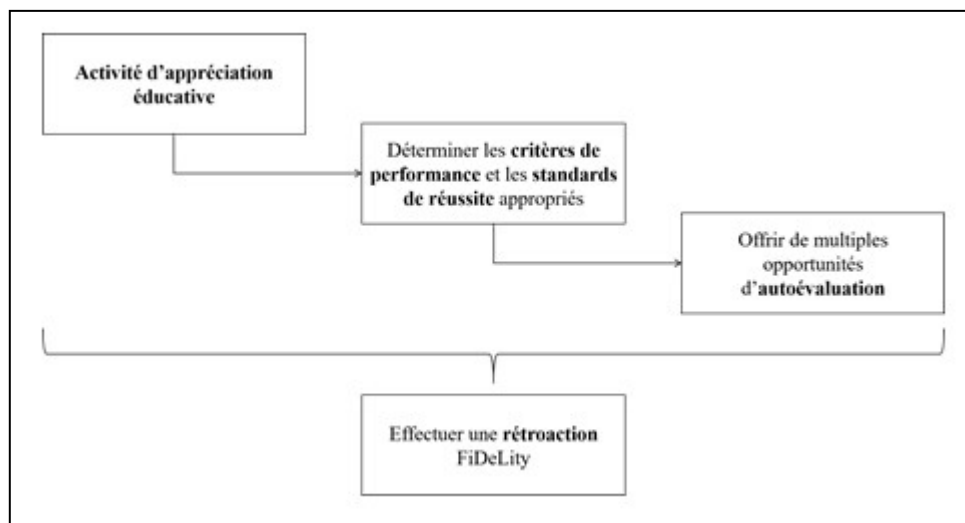 Activité d'appréciation
éducative
Déterminer les critères de
performance et les standards
de réussite appropriés
Offrir de multiples
opportunités
d'autoévaluation
Effectuer une rétroaction
FiDeLity